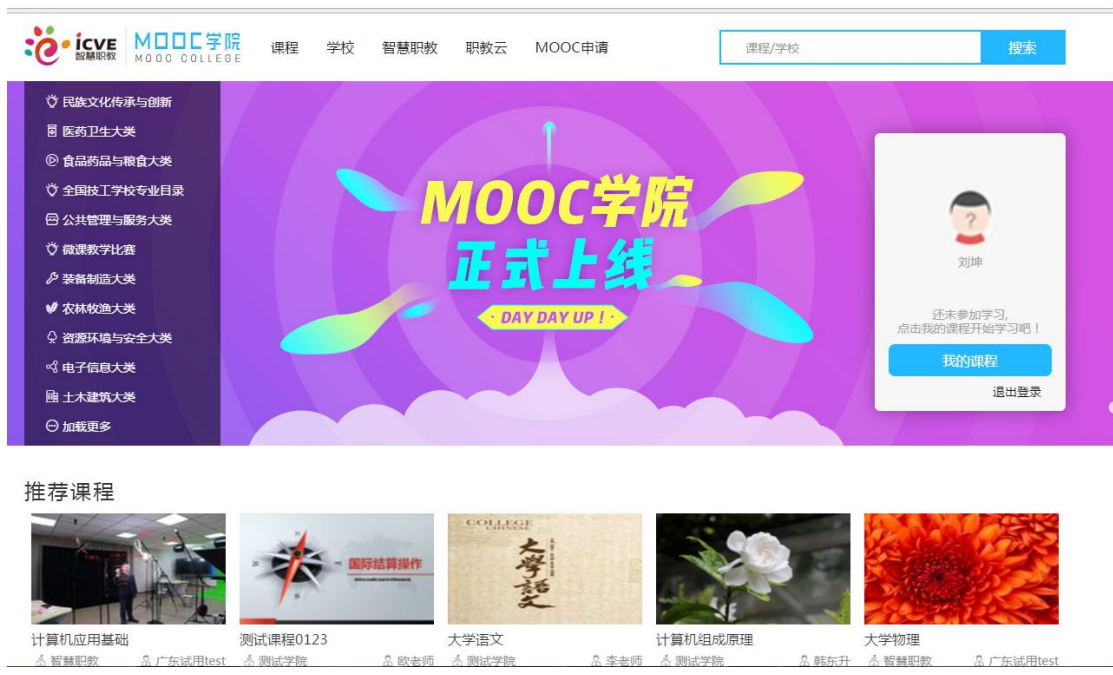 icve
智慧职教
MOOC学院
MOOC COLLEGE
课程 学校 智慧职教 职教云 MOOC申请
课程/学校
搜索
民族文化传承与创新
医药卫生大类
食品药品与粮食大类
全国技工学校专业目录
公共管理与服务大类
微课教学比赛
装备制造大类
农林牧渔大类
资源环境与安全大类
电子信息大类
土木建筑大类
加载更多
MOOC学院
正式上线
· DAY DAY UP ! ·
?
刘坤
还未参加学习,
点击我的课程开始学习吧！
我的课程
退出登录
推荐课程
国际结算操作
COLLEGE
CHINESE
大學語文
计算机应用基础
智慧职教 广东试用test
测试课程0123
测试学院 欧老师
大学语文
测试学院 李老师
计算机组成原理
测试学院 韩东升
大学物理
智慧职教 广东试用test